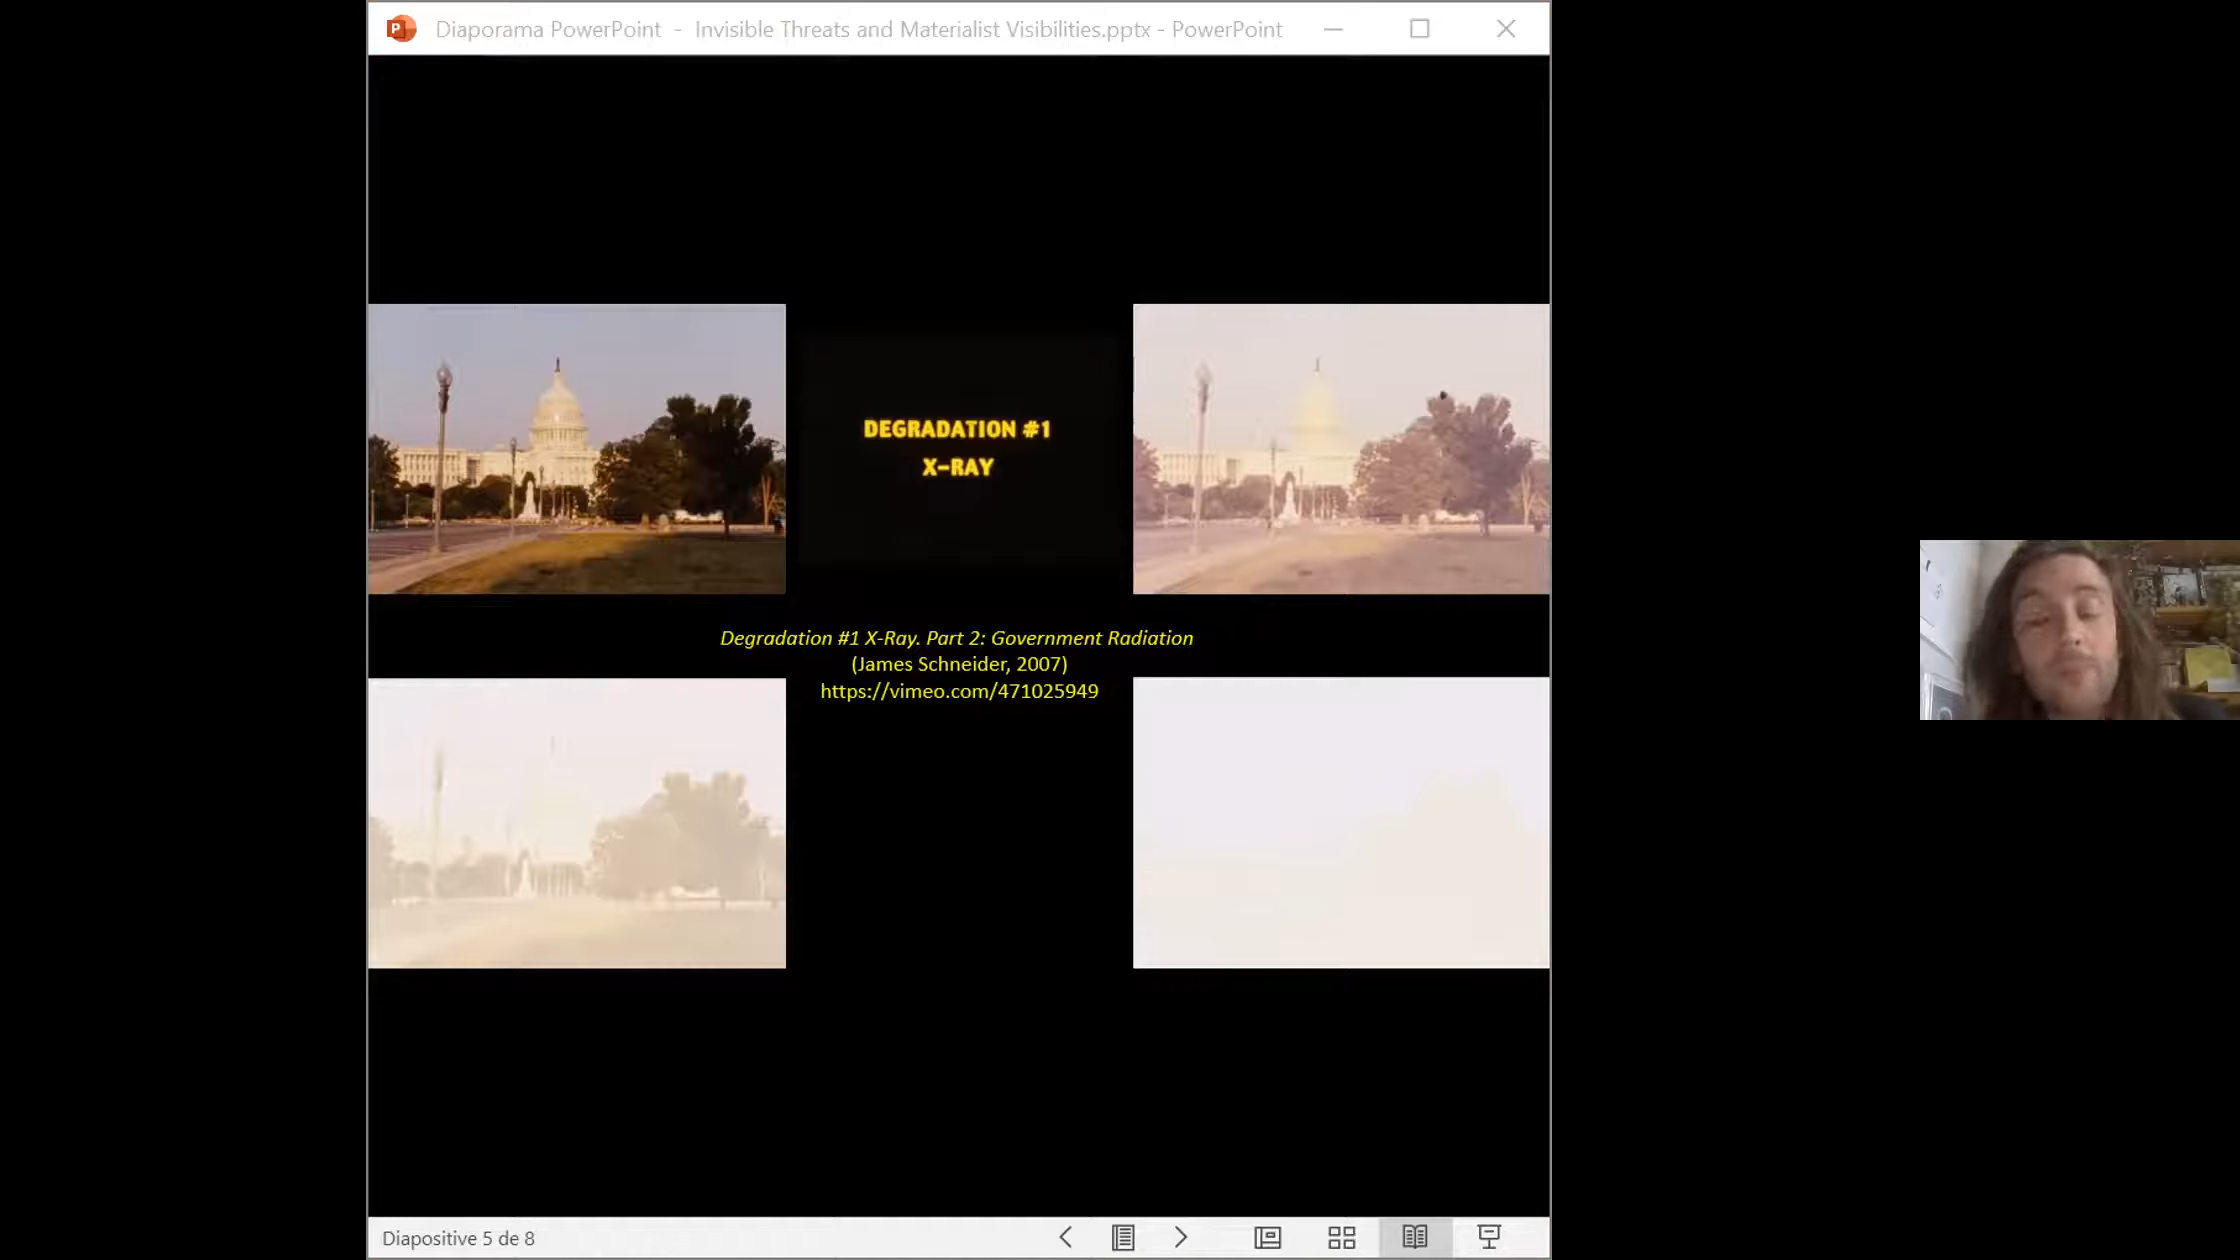 Diaporama PowerPoint - Invisible Threats and Materialist Visibilities.pptx - PowerPoint
DEGRADATION #1
X-RAY
Degradation #1 X-Ray. Part 2: Government Radiation
(James Schneider, 2007)
https://vimeo.com/471025949
Diapositive 5 de 8